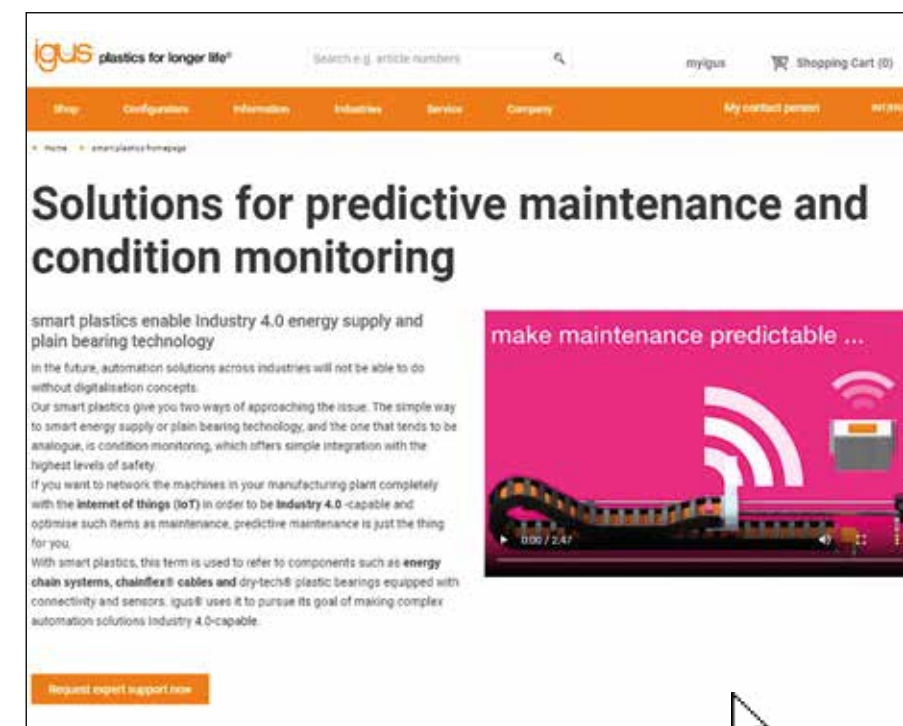 igus plastics for longer life®
Search e.g. article numbers
myigus
Shopping Cart (0)
Shop Configurators Information Industries Service Company My contact person
Home smart plastics homepage
Solutions for predictive maintenance and
condition monitoring
smart plastics enable Industry 4.0 energy supply and
plain bearing technology
In the future, automation solutions across industries will not be able to do
without digitalisation concepts.
Our smart plastics give you two ways of approaching the issue. The simple way
to smart energy supply or plain bearing technology, and the one that tends to be
analogue, is condition monitoring, which offers simple integration with the
highest levels of safety.
If you want to network the machines in your manufacturing plant completely
with the internet of things (IoT) in order to be Industry 4.0 -capable and
optimise such items as maintenance, predictive maintenance is just the thing
for you.
With smart plastics, this term is used to refer to components such as energy
chain systems, chainflex® cables and dry-tech® plastic bearings equipped with
connectivity and sensors. igus® uses it to pursue its goal of making complex
automation solutions Industry 4.0-capable.
make maintenance predictable ...
0:00 / 2:47
Request expert support now